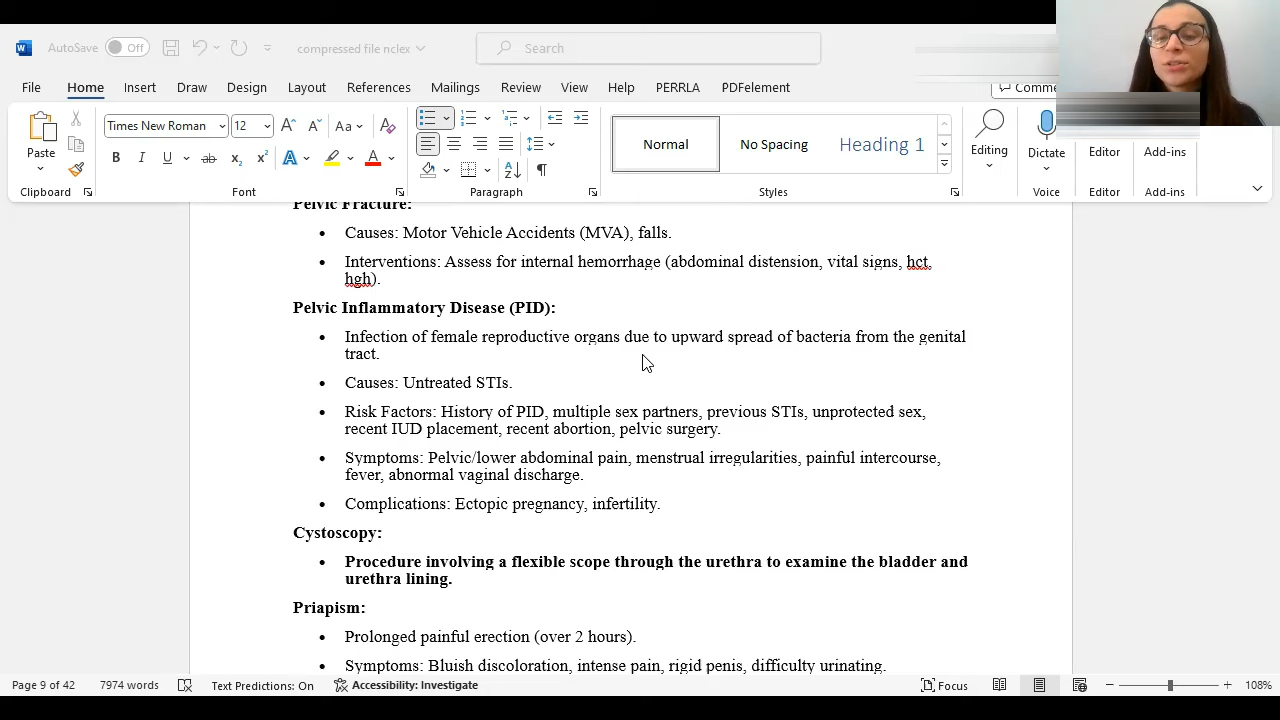 AutoSave Off compressed file nclex Search
File Home Insert Draw Design Layout References Mailings Review View Help PERRLA PDFelement Comme
Paste Times New Roman 12 Aa Normal No Spacing Heading 1 Editing Dictate Editor Add-ins
Clipboard Font Paragraph Styles Voice Editor Add-ins
Pelvic Fracture:
• Causes: Motor Vehicle Accidents (MVA), falls.
• Interventions: Assess for internal hemorrhage (abdominal distension, vital signs, hct,
hgh).
Pelvic Inflammatory Disease (PID):
• Infection of female reproductive organs due to upward spread of bacteria from the genital
tract.
• Causes: Untreated STIs.
• Risk Factors: History of PID, multiple sex partners, previous STIs, unprotected sex,
recent IUD placement, recent abortion, pelvic surgery.
• Symptoms: Pelvic/lower abdominal pain, menstrual irregularities, painful intercourse,
fever, abnormal vaginal discharge.
• Complications: Ectopic pregnancy, infertility.
Cystoscopy:
• Procedure involving a flexible scope through the urethra to examine the bladder and
urethra lining.
Priapism:
• Prolonged painful erection (over 2 hours).
• Symptoms: Bluish discoloration, intense pain, rigid penis, difficulty urinating.
Page 9 of 42 7974 words Text Predictions: On Accessibility: Investigate Focus 108%